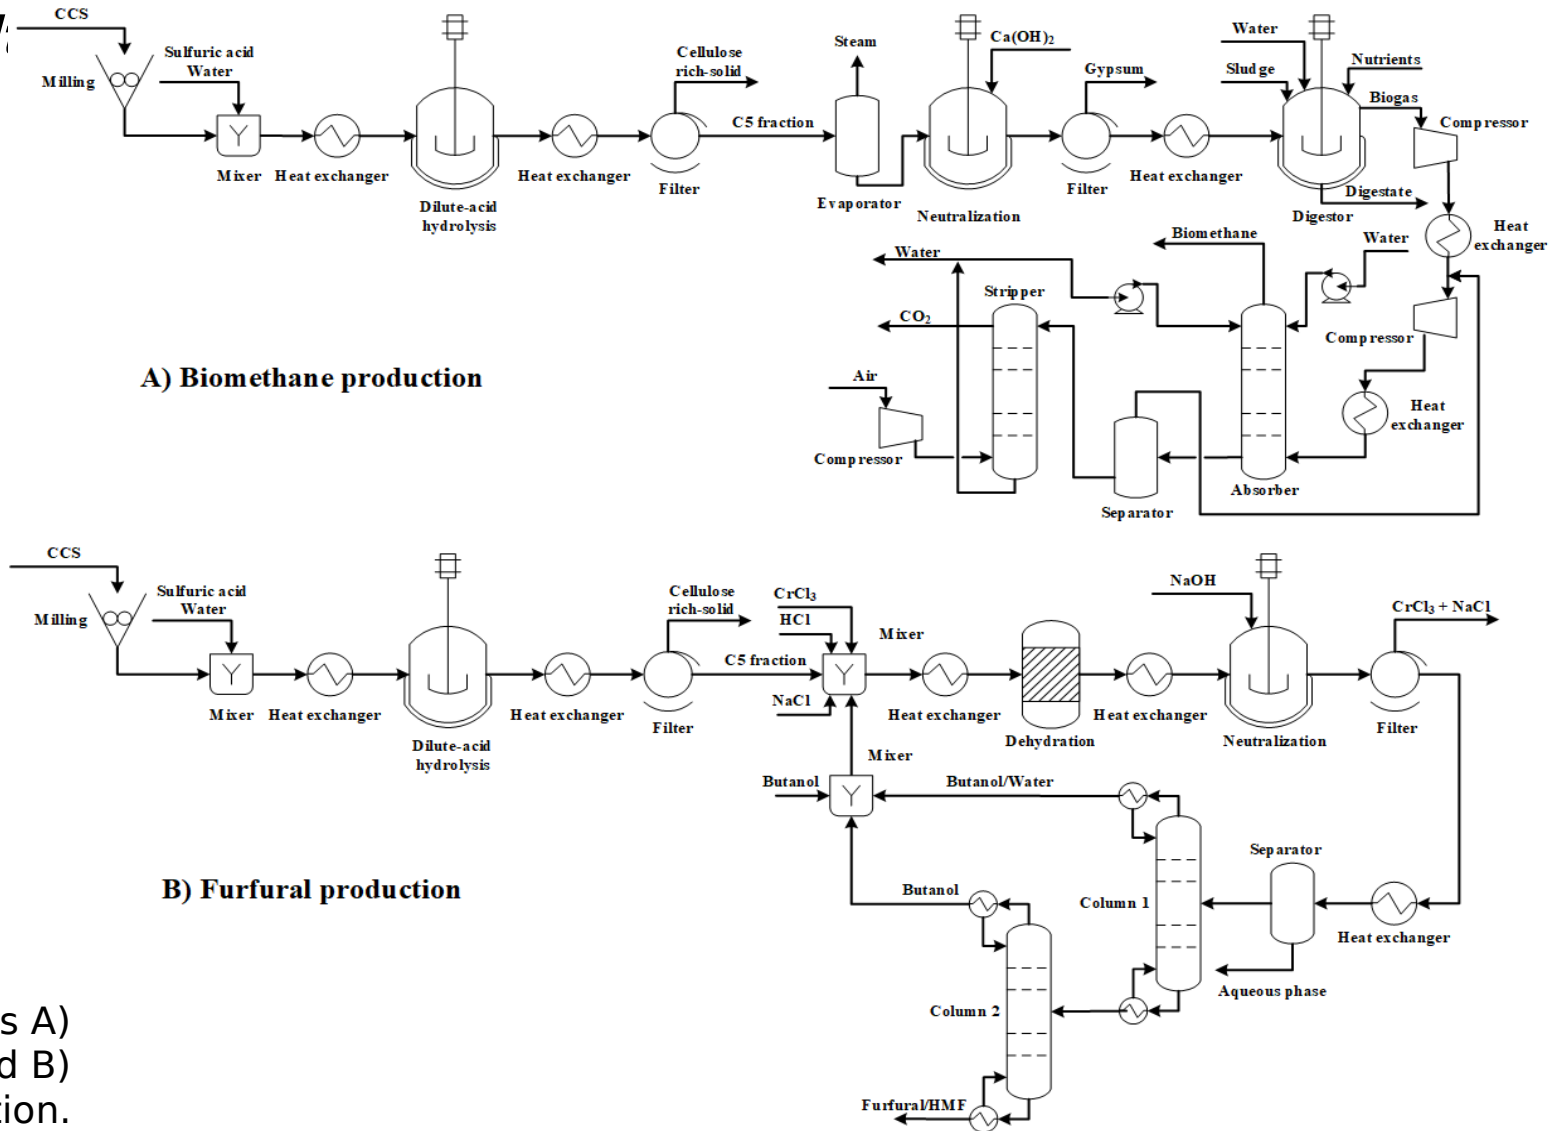 CCS
Sulfuric acid
Water
Milling
Mixer
Heat exchanger
Dilute-acid
hydrolysis
Heat exchanger
Cellulose
rich-solid
Filter
C5 fraction
Steam
Evaporator
Ca(OH)2
Neutralization
Gypsum
Filter
Heat exchanger
Water
Sludge
Nutrients
Biogas
Digestate
Digestor
Compressor
Heat
exchanger
Compressor
Heat
exchanger
Water
Biomethane
Absorber
Separator
Water
Stripper
CO2
Air
Compressor
A) Biomethane production
CCS
Sulfuric acid
Water
Milling
Mixer
Heat exchanger
Dilute-acid
hydrolysis
Heat exchanger
Cellulose
rich-solid
Filter
C5 fraction
CrCl3
HCl
NaCl
Mixer
Heat exchanger
Dehydration
Heat exchanger
NaOH
Neutralization
CrCl3 + NaCl
Filter
Mixer
Butanol
Butanol/Water
Separator
Column 1
Heat exchanger
Aqueous phase
Butanol
Column 2
Furfural/HMF
B) Furfural production
s A)
d B)
tion.